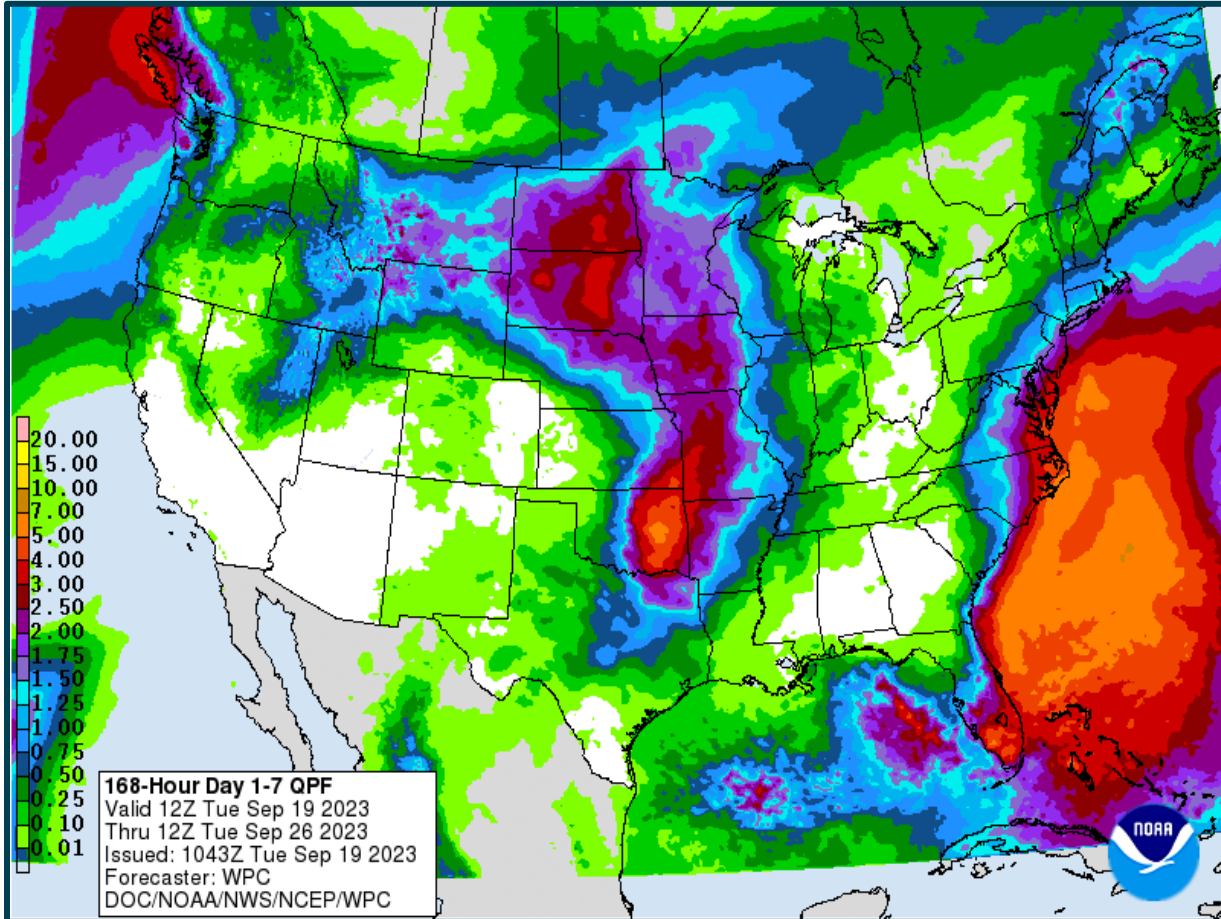 20.00
15.00
10.00
7.00
5.00
4.00
3.00
2.50
2.00
1.75
1.50
1.25
1.00
0.75
0.50
0.25
0.10
0.01
168-Hour Day 1-7 QPF
Valid 12Z Tue Sep 19 2023
Thru 12Z Tue Sep 26 2023
Issued: 1043Z Tue Sep 19 2023
Forecaster: WPC
DOC/NOAA/NWS/NCEP/WPC
NOAA